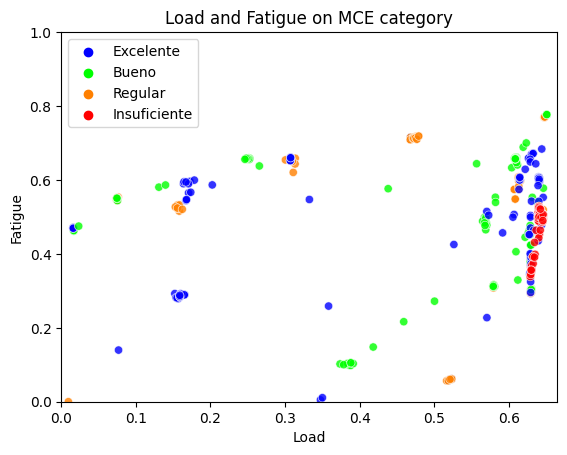 Load and Fatigue on MCE category
Excelente
Bueno
Regular
Insuficiente
1.0
0.8
0.6
0.4
0.2
0.0
Fatigue
0.0 0.1 0.2 0.3 0.4 0.5 0.6
Load